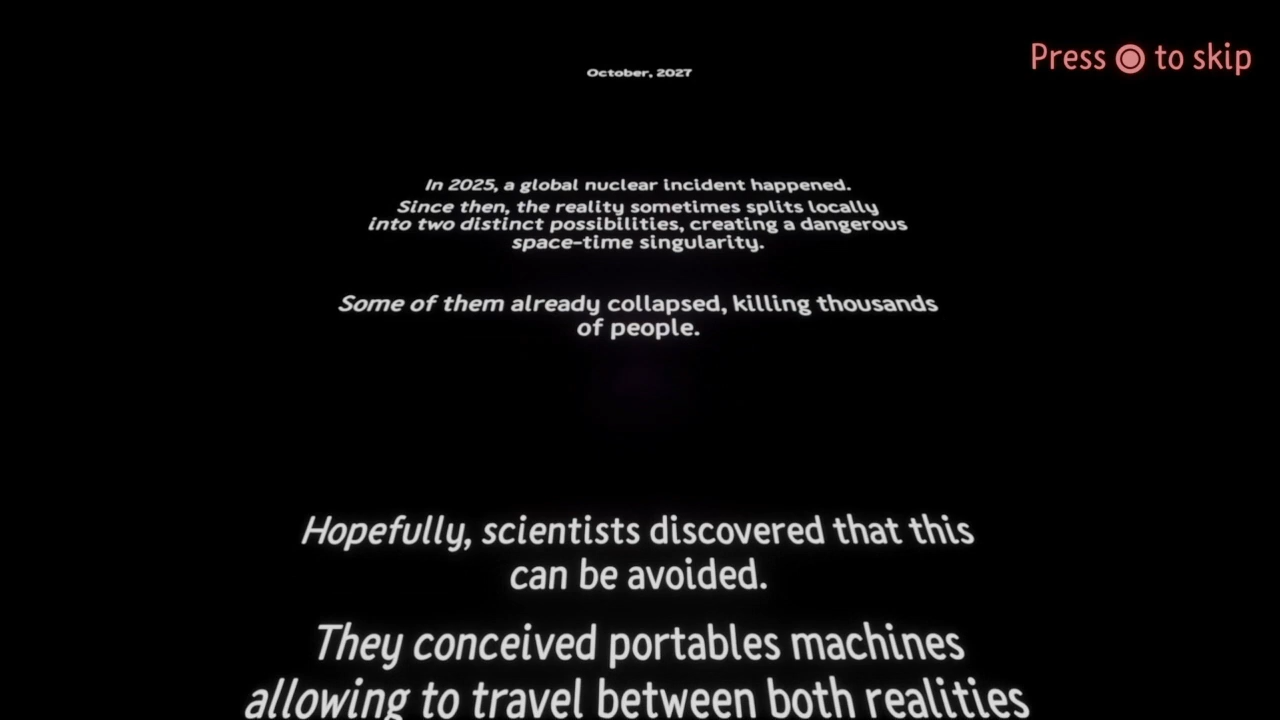 Press to skip
October, 2027
In 2025, a global nuclear incident happened.
Since then, the reality sometimes splits locally
into two distinct possibilities, creating a dangerous
space-time singularity.
Some of them already collapsed, killing thousands
of people.
Hopefully, scientists discovered that this
can be avoided.
They conceived portables machines
allowing to travel between both realities